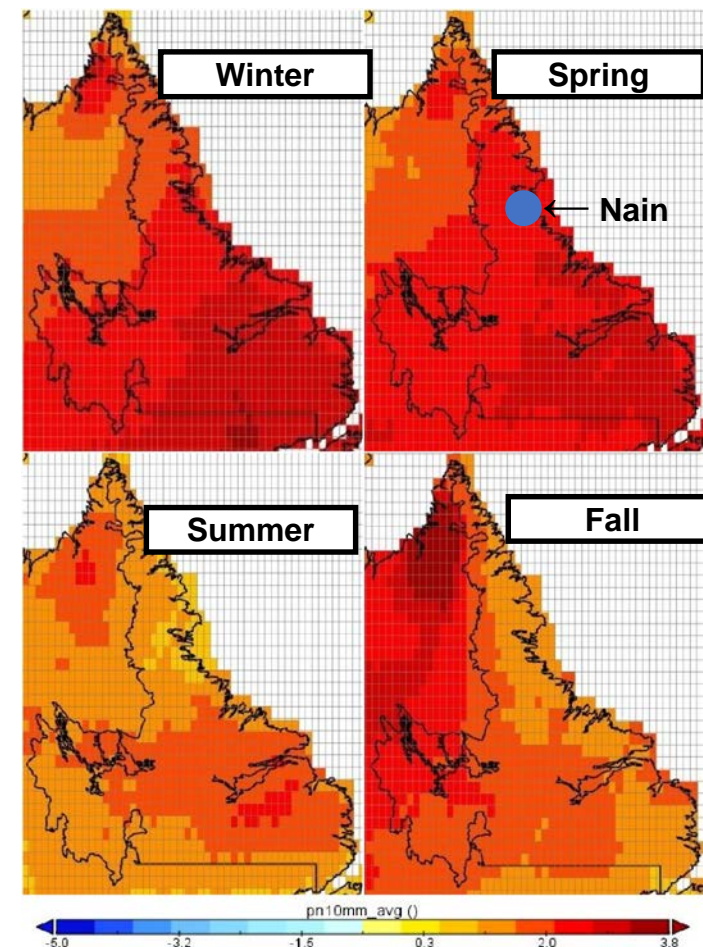 Winter
Spring
← Nain
Summer
Fall
pn10mm_avg ()
-5.0 -3.2 -1.5 0.3 2.0 3.8